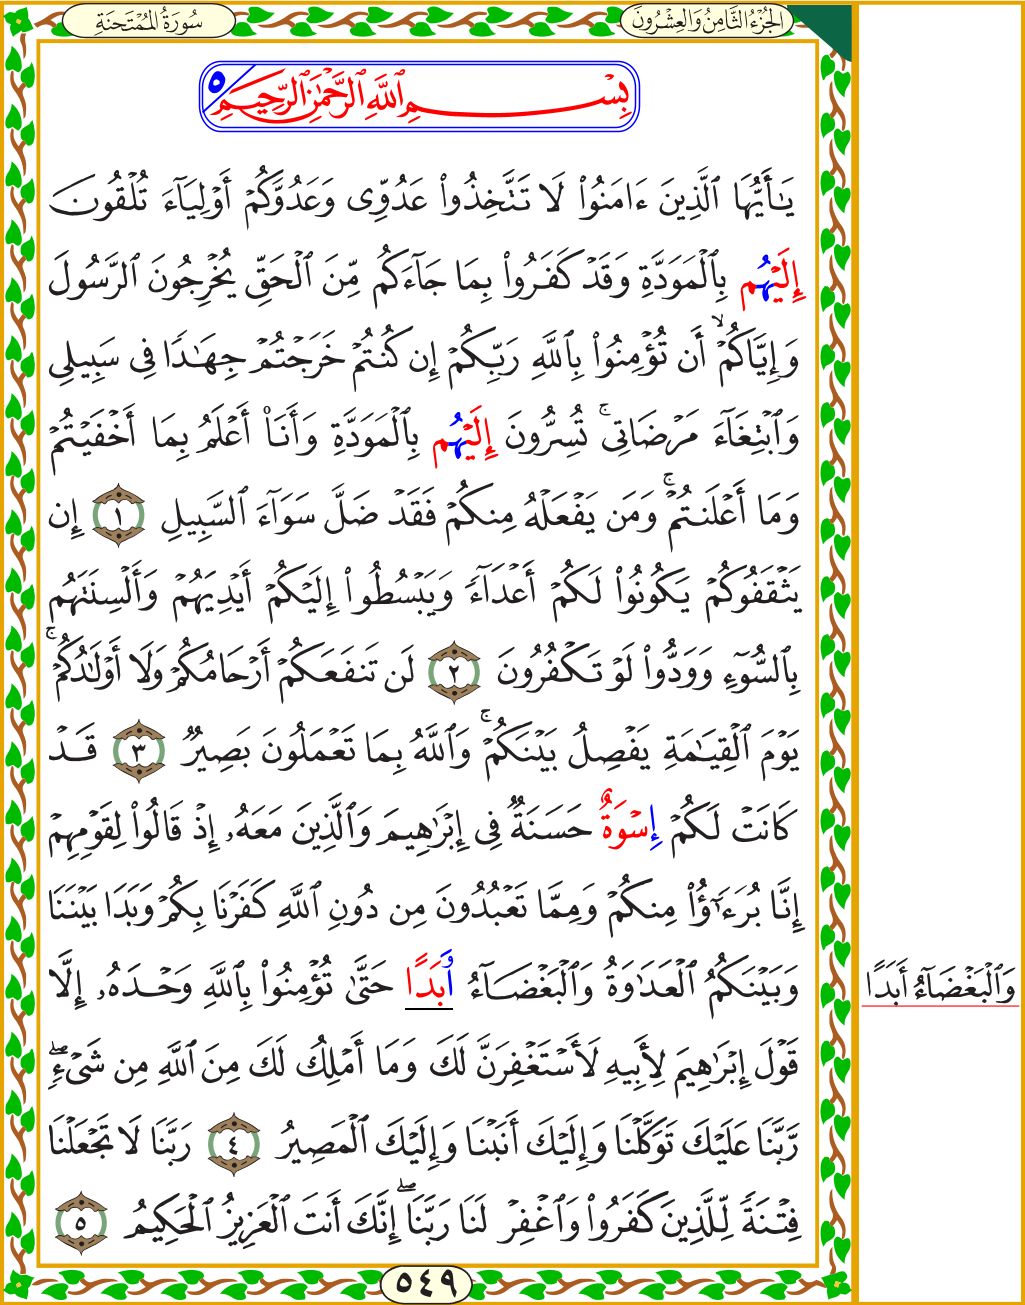 الجُزْءُ الثَّامِنُ وَالعِشْرُونَ
سُورَةُ المُمْتَحَنَةِ
بِسْمِ ٱللَّهِ ٱلرَّحْمَٰنِ ٱلرَّحِيمِ ٥
يَٰٓأَيُّهَا ٱلَّذِينَ ءَامَنُوا۟ لَا تَتَّخِذُوا۟ عَدُوِّى وَعَدُوَّكُمْ أَوْلِيَآءَ تُلْقُونَ
إِلَيْهُم بِٱلْمَوَدَّةِ وَقَدْ كَفَرُوا۟ بِمَا جَآءَكُم مِّنَ ٱلْحَقِّ يُخْرِجُونَ ٱلرَّسُولَ
وَإِيَّاكُمْ ۙ أَن تُؤْمِنُوا۟ بِٱللَّهِ رَبِّكُمْ إِن كُنتُمْ خَرَجْتُمْ جِهَٰدًا فِى سَبِيلِى
وَٱبْتِغَآءَ مَرْضَاتِى ۚ تُسِرُّونَ إِلَيْهُم بِٱلْمَوَدَّةِ وَأَنَا۠ أَعْلَمُ بِمَآ أَخْفَيْتُمْ
وَمَآ أَعْلَنتُمْ ۚ وَمَن يَفْعَلْهُ مِنكُمْ فَقَدْ ضَلَّ سَوَآءَ ٱلسَّبِيلِ ١ إِن
يَثْقَفُوكُمْ يَكُونُوا۟ لَكُمْ أَعْدَآءً وَيَبْسُطُوٓا۟ إِلَيْكُمْ أَيْدِيَهُمْ وَأَلْسِنَتَهُم
بِٱلسُّوٓءِ وَوَدُّوا۟ لَوْ تَكْفُرُونَ ٢ لَن تَنفَعَكُمْ أَرْحَامُكُمْ وَلَآ أَوْلَٰدُكُمْ ۚ
يَوْمَ ٱلْقِيَٰمَةِ يَفْصِلُ بَيْنَكُمْ ۚ وَٱللَّهُ بِمَا تَعْمَلُونَ بَصِيرٌ ٣ قَدْ
كَانَتْ لَكُمْ إِسْوَةٌ حَسَنَةٌ فِىٓ إِبْرَٰهِيمَ وَٱلَّذِينَ مَعَهُۥٓ إِذْ قَالُوا۟ لِقَوْمِهِمْ
إِنَّا بُرَءَٰٓؤُا۟ مِنكُمْ وَمِمَّا تَعْبُدُونَ مِن دُونِ ٱللَّهِ كَفَرْنَا بِكُمْ وَبَدَا بَيْنَنَا
وَبَيْنَكُمُ ٱلْعَدَٰوَةُ وَٱلْبَغْضَآءُ أَبَدًا حَتَّىٰ تُؤْمِنُوا۟ بِٱللَّهِ وَحْدَهُۥٓ إِلَّا
وَٱلْبَغْضَآءُ أَبَدًا
قَوْلَ إِبْرَٰهِيمَ لِأَبِيهِ لَأَسْتَغْفِرَنَّ لَكَ وَمَآ أَمْلِكُ لَكَ مِنَ ٱللَّهِ مِن شَىْءٍ ۖ
رَّبَّنَا عَلَيْكَ تَوَكَّلْنَا وَإِلَيْكَ أَنَبْنَا وَإِلَيْكَ ٱلْمَصِيرُ ٤ رَبَّنَا لَا تَجْعَلْنَا
فِتْنَةً لِّلَّذِينَ كَفَرُوا۟ وَٱغْفِرْ لَنَا رَبَّنَآ ۖ إِنَّكَ أَنتَ ٱلْعَزِيزُ ٱلْحَكِيمُ ٥
٥٤٩